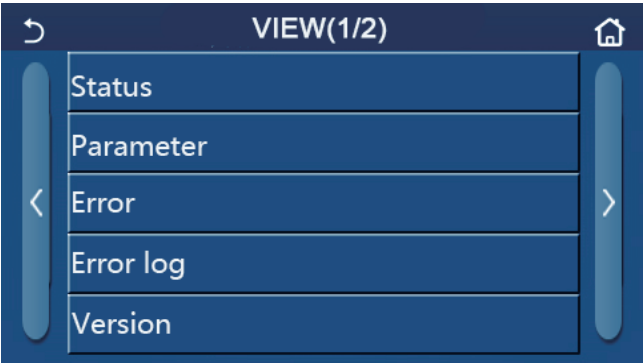 VIEW(1/2)
Status
Parameter
Error
Error log
Version